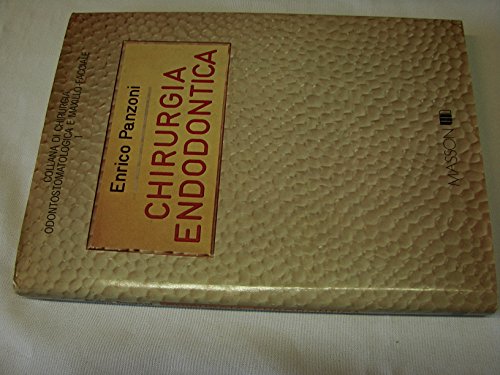 COLLANA DI CHIRURGIA
ODONTOSTOMATOLOGICA E MAXILLO-FACCIALE
Enrico Panzoni
CHIRURGIA
ENDODONTICA
MASSON